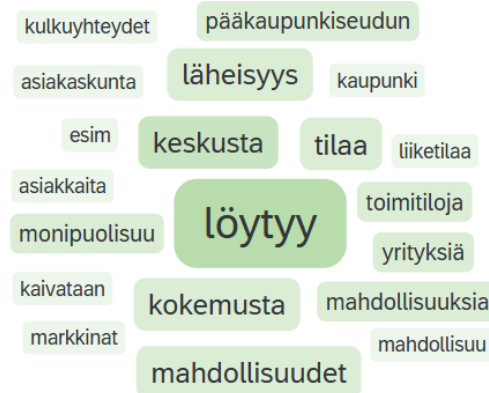 kulkuyhteydet
pääkaupunkiseudun
asiakaskunta
läheisyys
kaupunki
esim
keskusta
tilaa
liiketilaa
asiakkaita
löytyy
toimitiloja
monipuolisuu
yrityksiä
kaivataan
kokemusta
mahdollisuuksia
markkinat
mahdollisuu
mahdollisuudet